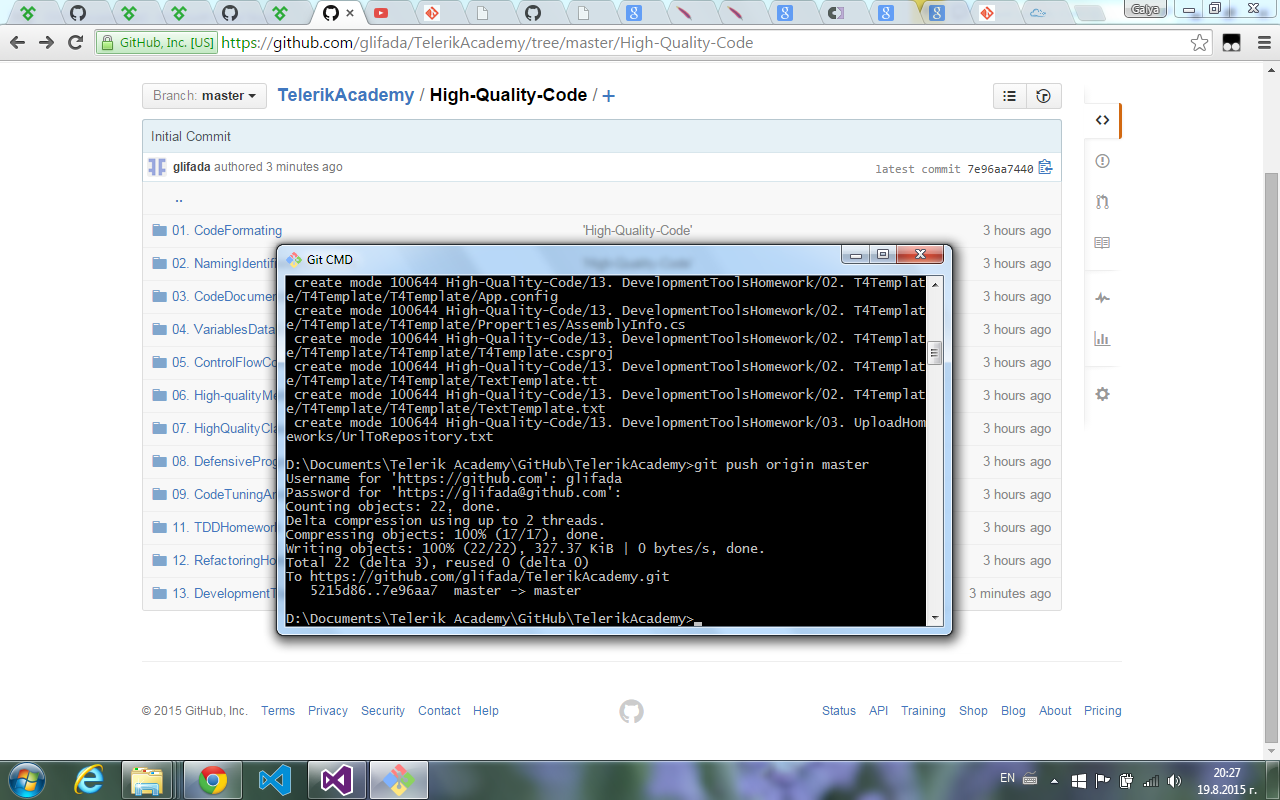 Gaiya
GitHub, Inc. [US] https://github.com/glifada/TelerikAcademy/tree/master/High-Quality-Code
Branch: master TelerikAcademy / High-Quality-Code / +
Initial Commit
glifada authored 3 minutes ago latest commit 7e96aa7440
..
01. CodeFormating 'High-Quality-Code' 3 hours ago
02. NamingIdentifi 'High-Quality-Code' 3 hours ago
03. CodeDocumen 3 hours ago
04. VariablesData 3 hours ago
05. ControlFlowCo 3 hours ago
06. High-qualityMe 3 hours ago
07. HighQualityCla 3 hours ago
08. DefensiveProg 3 hours ago
09. CodeTuningAn 3 hours ago
11. TDDHomework 3 hours ago
12. RefactoringHo 3 hours ago
13. DevelopmentT 3 minutes ago
Git CMD
create mode 100644 High-Quality-Code/13. DevelopmentToolsHomework/02. T4Templat
e/T4Template/T4Template/App.config
create mode 100644 High-Quality-Code/13. DevelopmentToolsHomework/02. T4Templat
e/T4Template/T4Template/Properties/AssemblyInfo.cs
create mode 100644 High-Quality-Code/13. DevelopmentToolsHomework/02. T4Templat
e/T4Template/T4Template/T4Template.csproj
create mode 100644 High-Quality-Code/13. DevelopmentToolsHomework/02. T4Templat
e/T4Template/T4Template/TextTemplate.tt
create mode 100644 High-Quality-Code/13. DevelopmentToolsHomework/02. T4Templat
e/T4Template/T4Template/TextTemplate.txt
create mode 100644 High-Quality-Code/13. DevelopmentToolsHomework/03. UploadHom
eworks/UrlToRepository.txt
D:\Documents\Telerik Academy\GitHub\TelerikAcademy>git push origin master
Username for 'https://github.com': glifada
Password for 'https://glifada@github.com':
Counting objects: 22, done.
Delta compression using up to 2 threads.
Compressing objects: 100% (17/17), done.
Writing objects: 100% (22/22), 327.37 KiB | 0 bytes/s, done.
Total 22 (delta 3), reused 0 (delta 0)
To https://github.com/glifada/TelerikAcademy.git
5215d86..7e96aa7 master -> master
D:\Documents\Telerik Academy\GitHub\TelerikAcademy>
© 2015 GitHub, Inc. Terms Privacy Security Contact Help Status API Training Shop Blog About Pricing
EN 20:27
19.8.2015 г.